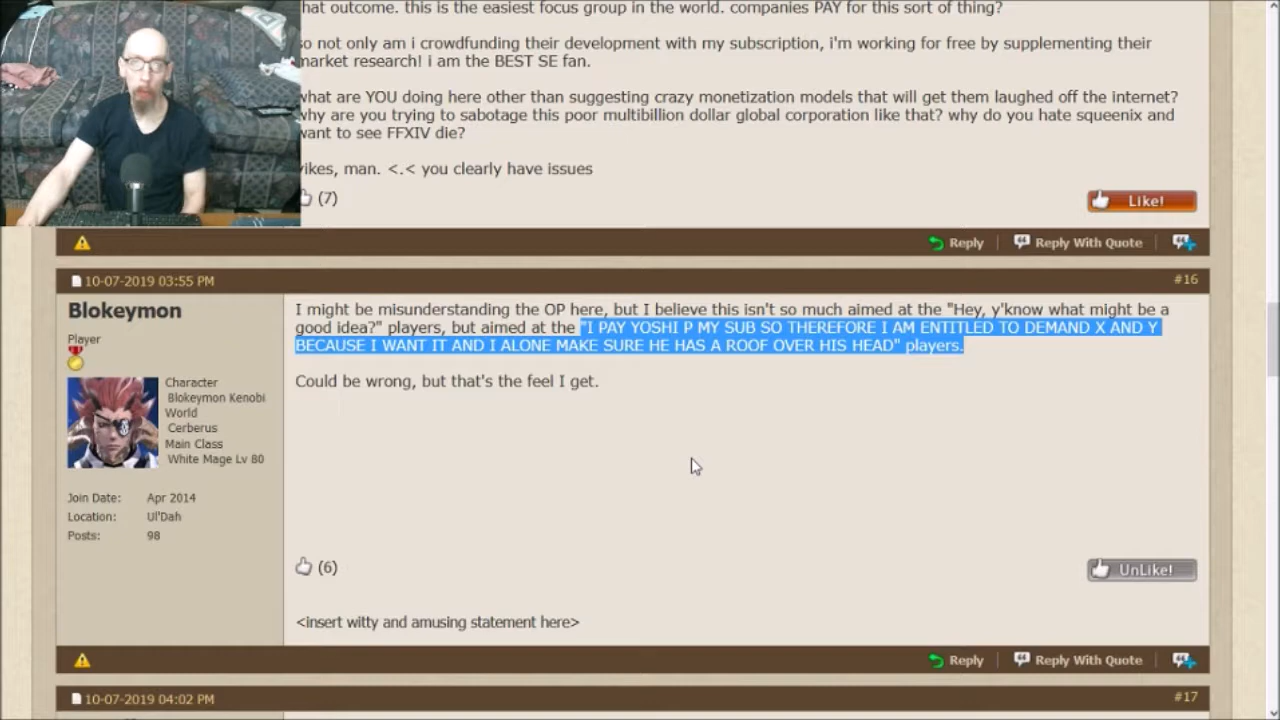 hat outcome. this is the easiest focus group in the world. companies PAY for this sort of thing?
so not only am i crowdfunding their development with my subscription, i'm working for free by supplementing their
market research! i am the BEST SE fan.
what are YOU doing here other than suggesting crazy monetization models that will get them laughed off the internet?
why are you trying to sabotage this poor multibillion dollar global corporation like that? why do you hate squeenix and
want to see FFXIV die?
yikes, man. <.< you clearly have issues
(7)
Like!
Reply
Reply With Quote
10-07-2019 03:55 PM
#16
Blokeymon
Player
Character
Blokeymon Kenobi
World
Cerberus
Main Class
White Mage Lv 80
Join Date: Apr 2014
Location: Ul'Dah
Posts: 98
I might be misunderstanding the OP here, but I believe this isn't so much aimed at the "Hey, y'know what might be a
good idea?" players, but aimed at the "I PAY YOSHI P MY SUB SO THEREFORE I AM ENTITLED TO DEMAND X AND Y
BECAUSE I WANT IT AND I ALONE MAKE SURE HE HAS A ROOF OVER HIS HEAD" players.
Could be wrong, but that's the feel I get.
(6)
UnLike!
<insert witty and amusing statement here>
Reply
Reply With Quote
10-07-2019 04:02 PM
#17